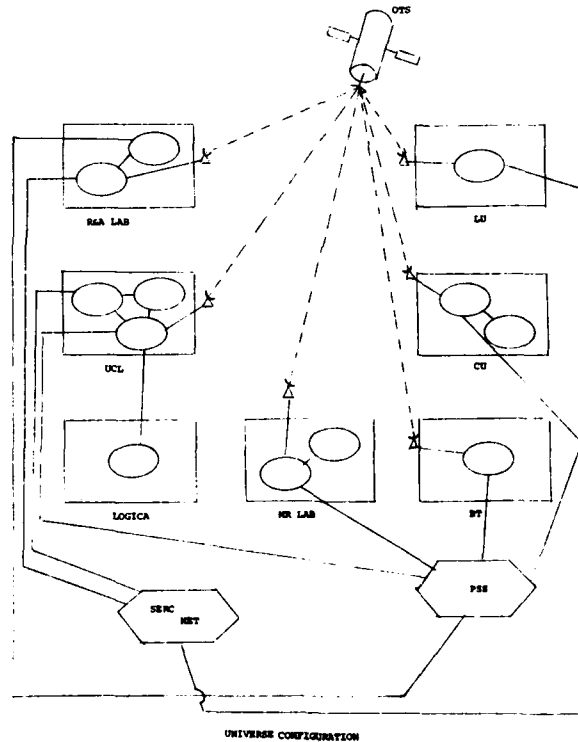 OTS
R&A LAB
LU
UCL
CU
LOGICA
MR LAB
BT
SERC
NET
PSS
UNIVERSE CONFIGURATION